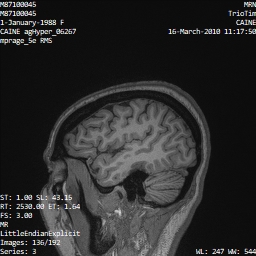 M87100045
M87100045
1-January-1988 F
CAINE agHyper_06267
mprage_5e RMS
MRN
TrioTim
CAINE
16-March-2010 11:17:50
ST: 1.00 SL: 43.15
RT: 2530.00 ET: 1.64
FS: 3.00
MR
LittleEndianExplicit
Images: 136/192
Series: 3
WL: 247 WW: 544